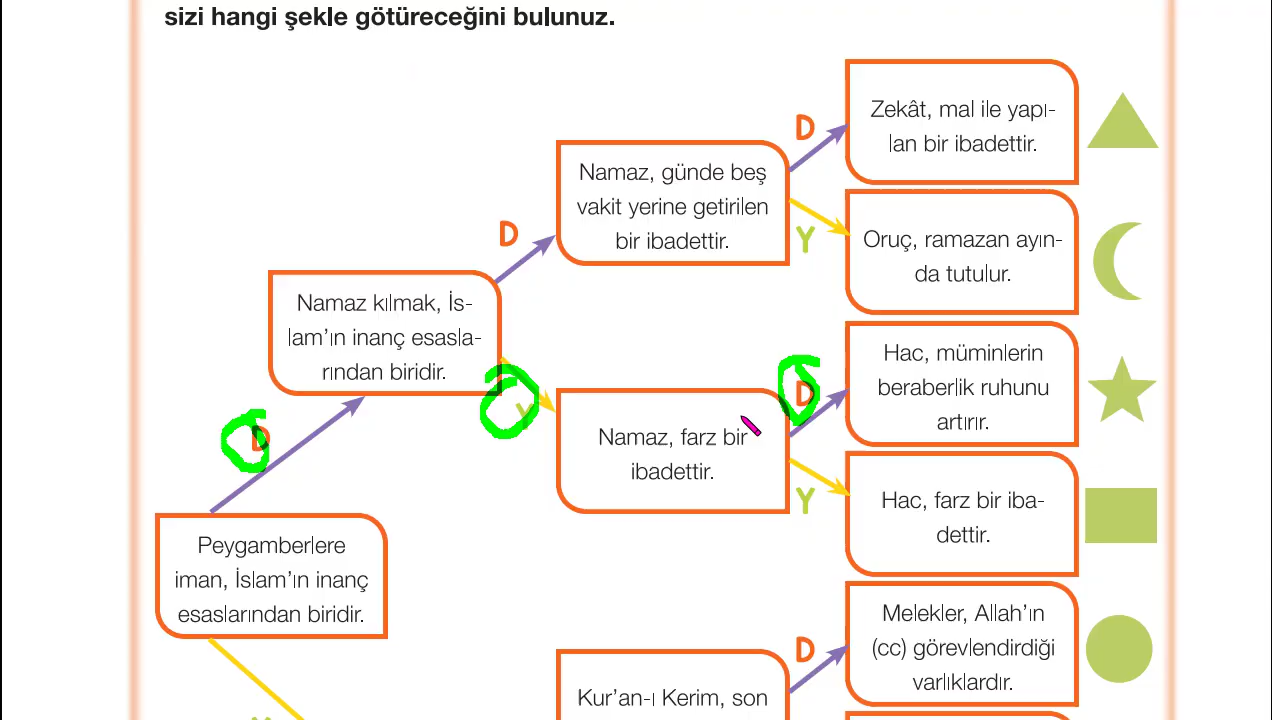 sizi hangi şekle götüreceğini bulunuz.
D
Zekât, mal ile yapı-
lan bir ibadettir.
Namaz, günde beş
vakit yerine getirilen
bir ibadettir.
D
Y
Oruç, ramazan ayın-
da tutulur.
Namaz kılmak, İs-
lam’ın inanç esasla-
rından biridir.
Y
D
Hac, müminlerin
beraberlik ruhunu
artırır.
D
Namaz, farz bir
ibadettir.
Y
Hac, farz bir iba-
dettir.
Peygamberlere
iman, İslam’ın inanç
esaslarından biridir.
D
Melekler, Allah’ın
(cc) görevlendirdiği
varlıklardır.
Kur’an-ı Kerim, son